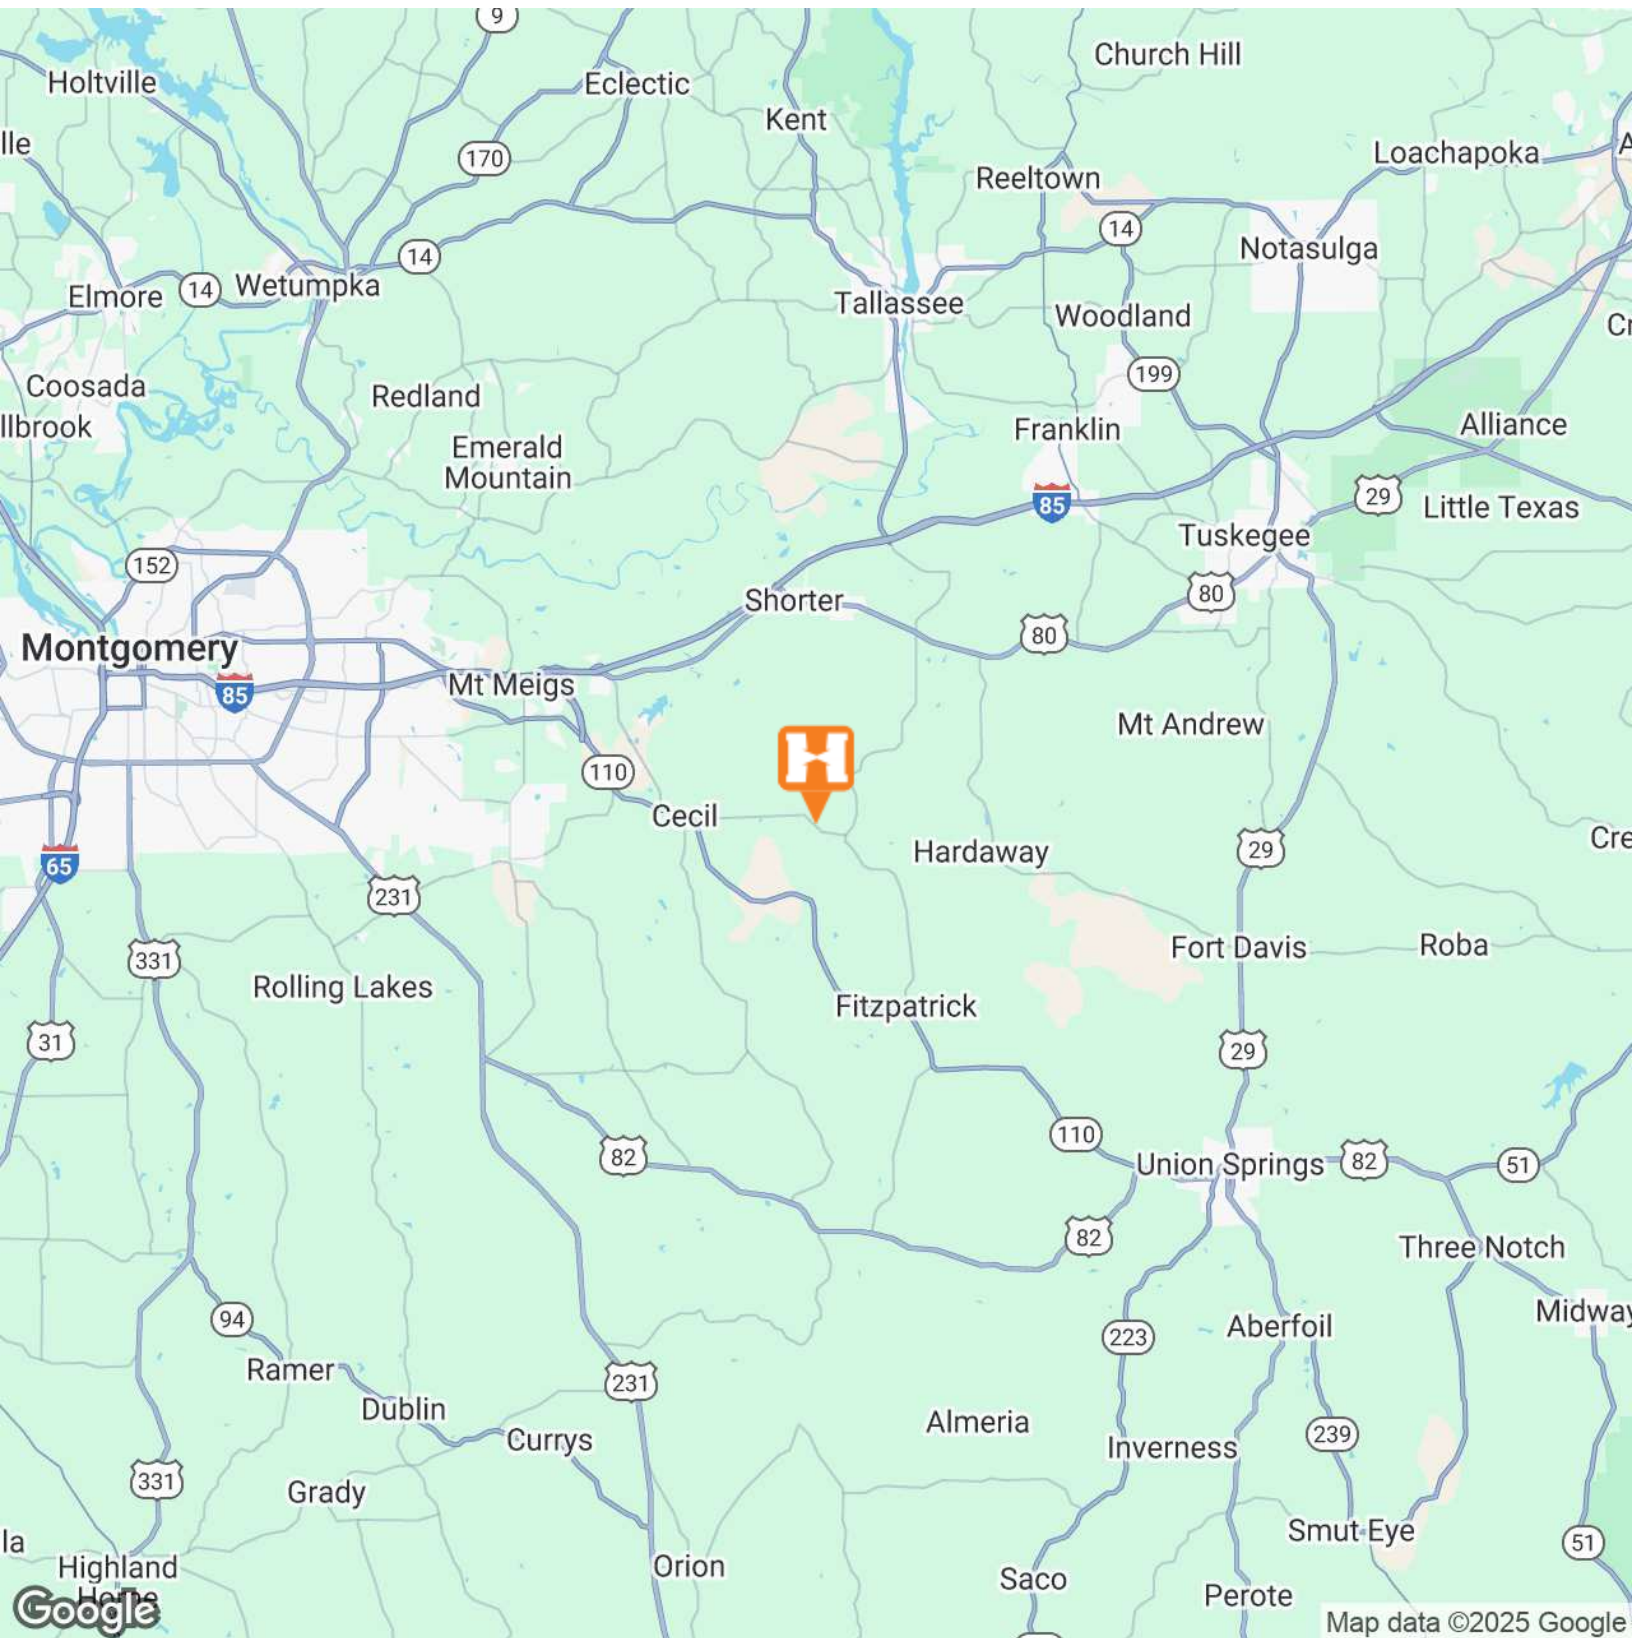 9
Church Hill
Holtville
Eclectic
Kent
lle
170
Loachapoka
A
Reeltown
14
Notasulga
14
Elmore
14
Wetumpka
Tallassee
Woodland
Cr
199
Coosada
Redland
llbrook
Emerald
Mountain
Franklin
Alliance
85
29
Little Texas
152
Tuskegee
80
Shorter
80
Montgomery
85
Mt Meigs
Mt Andrew
H
110
Cecil
Hardaway
29
Cre
65
231
331
Fort Davis
Roba
Rolling Lakes
Fitzpatrick
31
29
110
82
Union Springs
82
51
82
Three Notch
94
223
Aberfoil
Midway
Ramer
231
Dublin
Almeria
239
Currys
Inverness
331
Grady
Smut Eye
51
la
Highland
Home
Orion
Saco
Perote
Google
Map data ©2025 Google